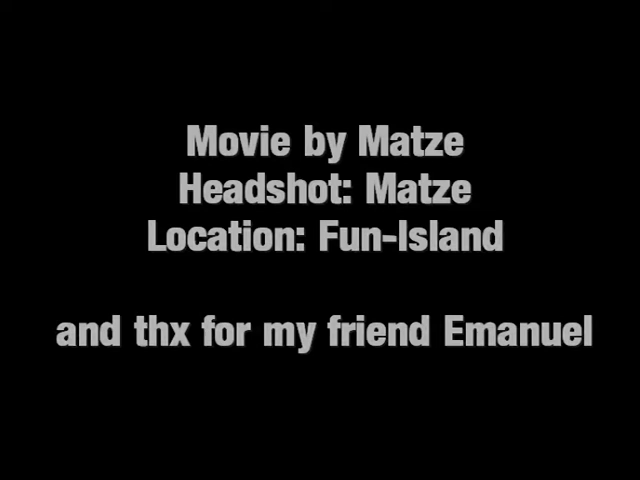 Movie by Matze
Headshot: Matze
Location: Fun-Island
and thx for my friend Emanuel